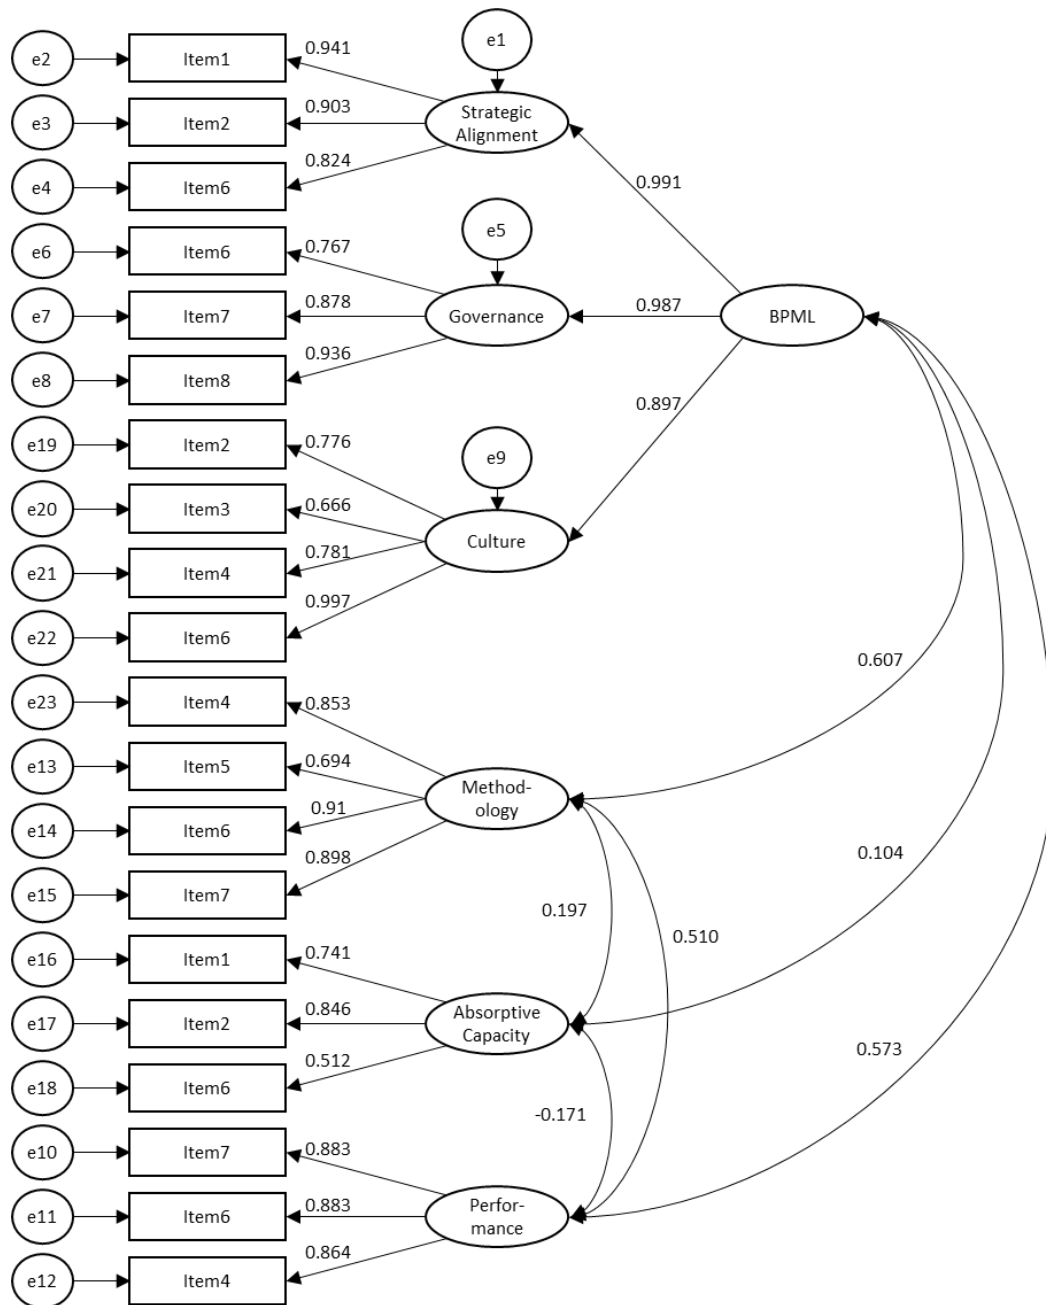 e1
e2
Item1
0.941
e3
Item2
0.903
Strategic
Alignment
e4
Item6
0.824
0.991
e5
e6
Item6
0.767
e7
Item7
0.878
Governance
0.987
BPML
e8
Item8
0.936
0.897
e19
Item2
0.776
e9
e20
Item3
0.666
Culture
e21
Item4
0.781
e22
Item6
0.997
0.607
e23
Item4
0.853
e13
Item5
0.694
Method-
ology
e14
Item6
0.91
e15
Item7
0.898
0.104
0.197
0.510
e16
Item1
0.741
e17
Item2
0.846
Absorptive
Capacity
0.573
e18
Item6
0.512
-0.171
e10
Item7
0.883
e11
Item6
0.883
Perfor-
mance
e12
Item4
0.864